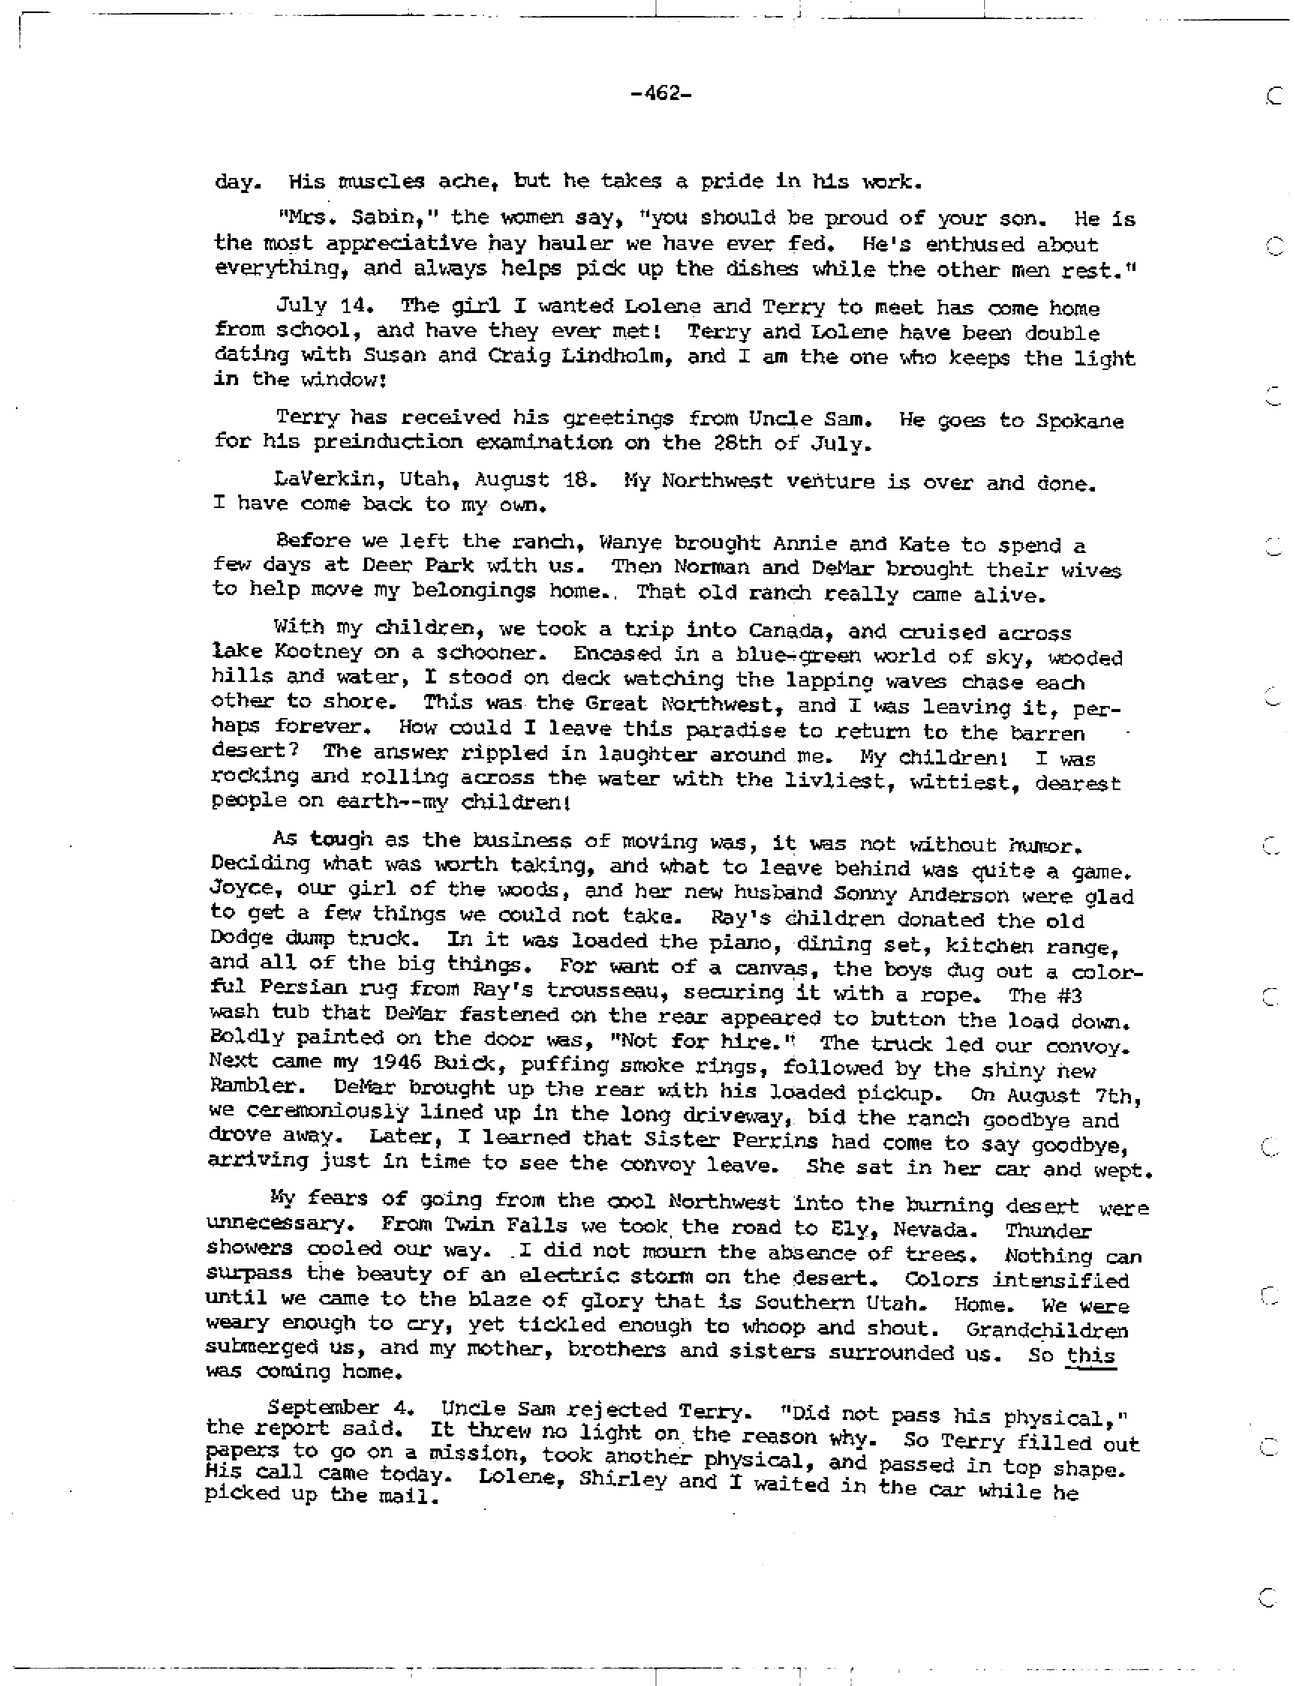 -462-
day. His muscles ache, but he takes a pride in his work.
"Mrs. Sabin," the women say, "you should be proud of your son. He is
the most appreciative hay hauler we have ever fed. He's enthused about
everything, and always helps pick up the dishes while the other men rest."
July 14. The girl I wanted Lolene and Terry to meet has come home
from school, and have they ever met! Terry and Lolene have been double
dating with Susan and Craig Lindholm, and I am the one who keeps the light
in the window!
Terry has received his greetings from Uncle Sam. He goes to Spokane
for his preinduction examination on the 28th of July.
LaVerkin, Utah, August 18. My Northwest venture is over and done.
I have come back to my own.
Before we left the ranch, Wanye brought Annie and Kate to spend a
few days at Deer Park with us. Then Norman and DeMar brought their wives
to help move my belongings home. That old ranch really came alive.
With my children, we took a trip into Canada, and cruised across
lake Kootney on a schooner. Encased in a blue-green world of sky, wooded
hills and water, I stood on deck watching the lapping waves chase each
other to shore. This was the Great Northwest, and I was leaving it, per-
haps forever. How could I leave this paradise to return to the barren
desert? The answer rippled in laughter around me. My children! I was
rocking and rolling across the water with the livliest, wittiest, dearest
people on earth--my children!
As tough as the business of moving was, it was not without humor.
Deciding what was worth taking, and what to leave behind was quite a game.
Joyce, our girl of the woods, and her new husband Sonny Anderson were glad
to get a few things we could not take. Ray's children donated the old
Dodge dump truck. In it was loaded the piano, dining set, kitchen range,
and all of the big things. For want of a canvas, the boys dug out a color-
ful Persian rug from Ray's trousseau, securing it with a rope. The #3
wash tub that DeMar fastened on the rear appeared to button the load down.
Boldly painted on the door was, "Not for hire." The truck led our convoy.
Next came my 1946 Buick, puffing smoke rings, followed by the shiny new
Rambler. DeMar brought up the rear with his loaded pickup. On August 7th,
we ceremoniously lined up in the long driveway, bid the ranch goodbye and
drove away. Later, I learned that Sister Perrins had come to say goodbye,
arriving just in time to see the convoy leave. She sat in her car and wept.
My fears of going from the cool Northwest into the burning desert were
unnecessary. From Twin Falls we took the road to Ely, Nevada. Thunder
showers cooled our way. I did not mourn the absence of trees. Nothing can
surpass the beauty of an electric storm on the desert. Colors intensified
until we came to the blaze of glory that is Southern Utah. Home. We were
weary enough to cry, yet tickled enough to whoop and shout. Grandchildren
submerged us, and my mother, brothers and sisters surrounded us. So this
was coming home.
September 4. Uncle Sam rejected Terry. "Did not pass his physical,"
the report said. It threw no light on the reason why. So Terry filled out
papers to go on a mission, took another physical, and passed in top shape.
His call came today. Lolene, Shirley and I waited in the car while he
picked up the mail.